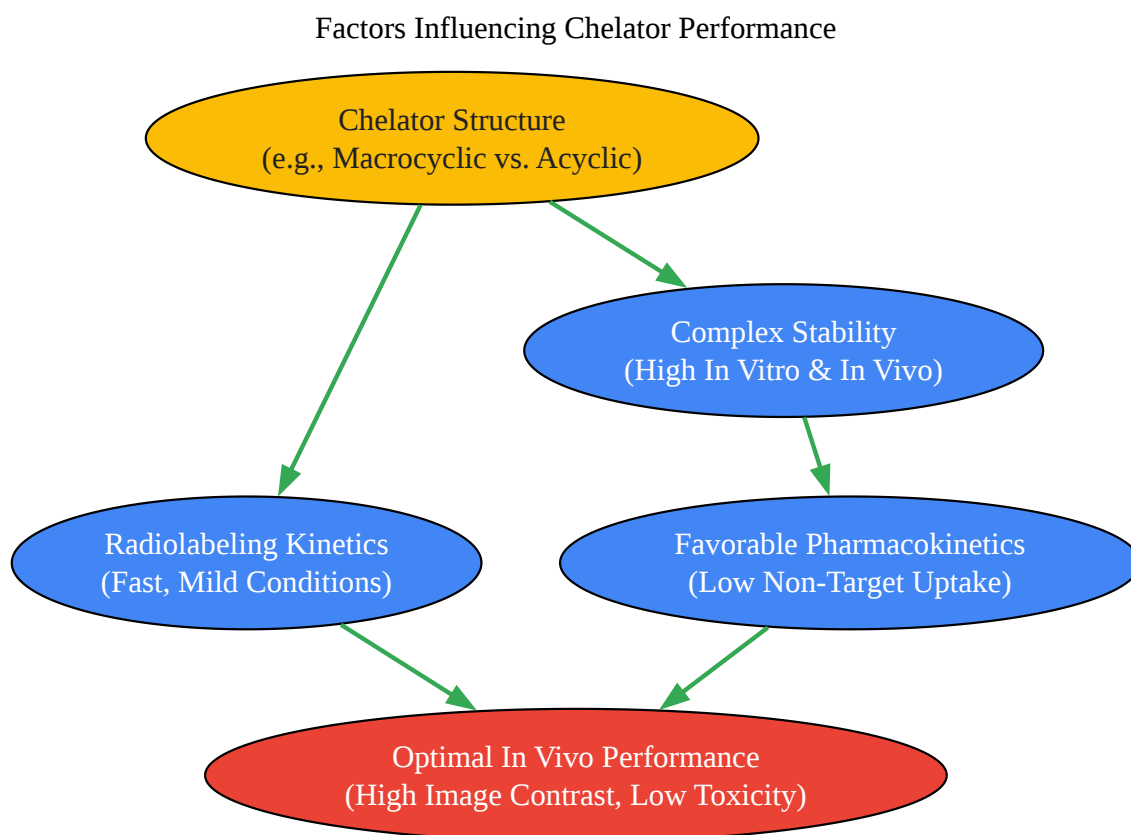 Factors Influencing Chelator Performance
Chelator Structure
(e.g., Macrocyclic vs. Acyclic)
Complex Stability
(High In Vitro & In Vivo)
Radiolabeling Kinetics
(Fast, Mild Conditions)
Favorable Pharmacokinetics
(Low Non-Target Uptake)
Optimal In Vivo Performance
(High Image Contrast, Low Toxicity)